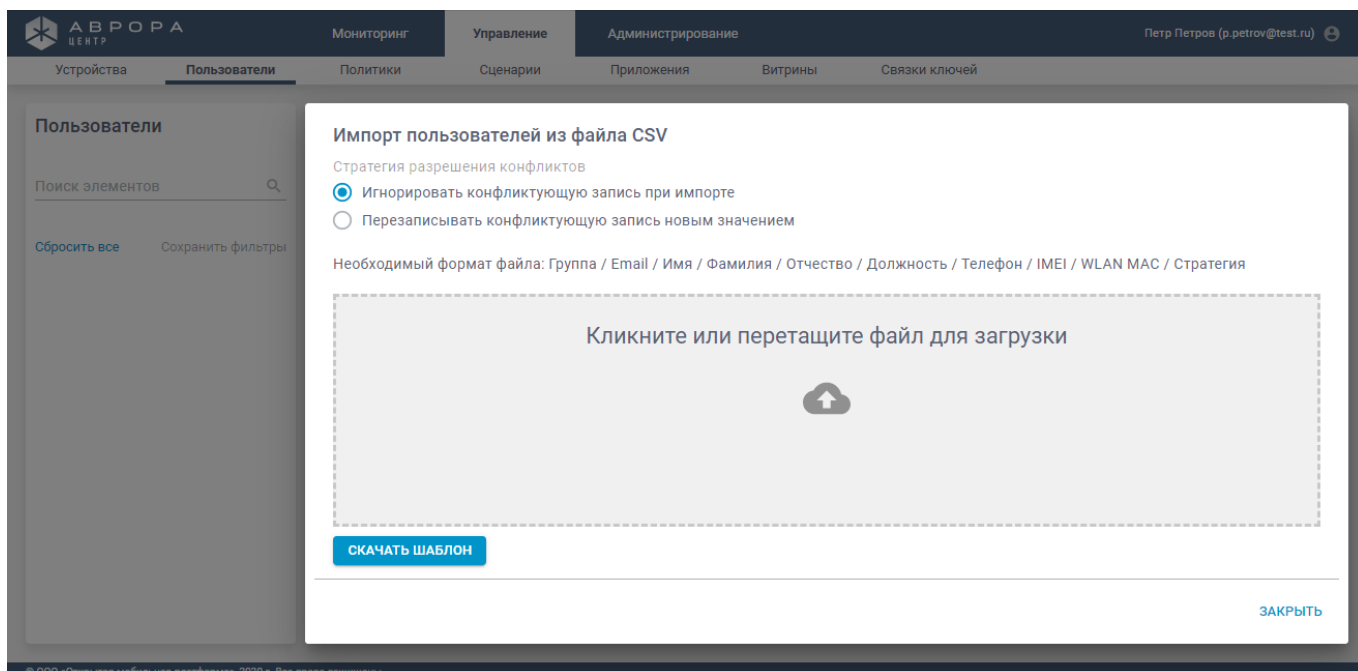 АВРОРА
ЦЕНТР
Мониторинг Управление Администрирование Петр Петров (p.petrov@test.ru)
Устройства Пользователи Политики Сценарии Приложения Витрины Связки ключей
Пользователи
Поиск элементов
Сбросить все Сохранить фильтры
Импорт пользователей из файла CSV
Стратегия разрешения конфликтов
Игнорировать конфликтующую запись при импорте
Перезаписывать конфликтующую запись новым значением
Необходимый формат файла: Группа / Email / Имя / Фамилия / Отчество / Должность / Телефон / IMEI / WLAN MAC / Стратегия
Кликните или перетащите файл для загрузки
СКАЧАТЬ ШАБЛОН
ЗАКРЫТЬ